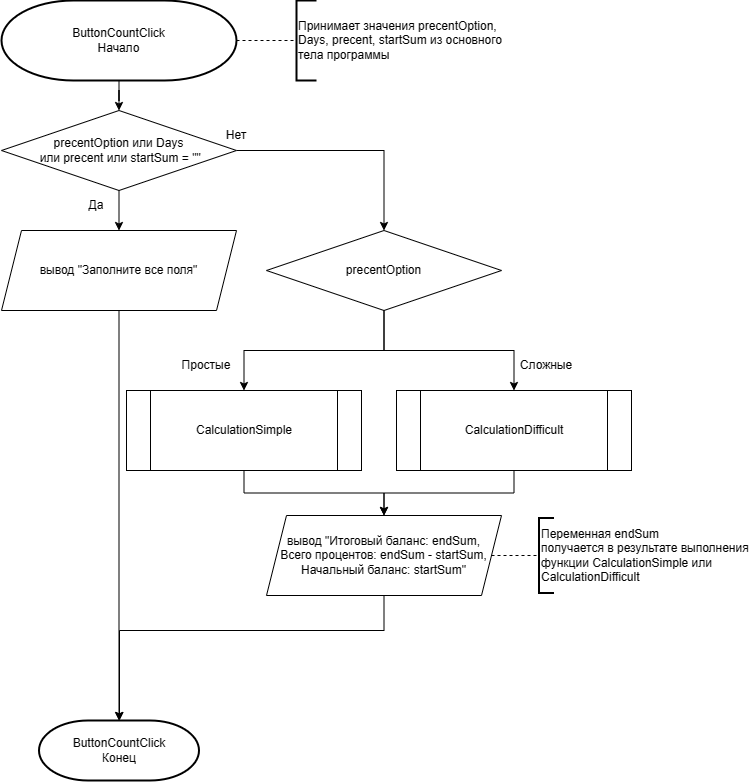 ButtonCountClick
Начало
Принимает значения precentOption,
Days, precent, startSum из основного
тела программы
precentOption или Days
или precent или startSum = ""
Нет
Да
вывод "Заполните все поля"
precentOption
Простые
Сложные
CalculationSimple
CalculationDifficult
вывод "Итоговый баланс: endSum,
Всего процентов: endSum - startSum,
Начальный баланс: startSum"
Переменная endSum
получается в результате выполнения
функции CalculationSimple или
CalculationDifficult
ButtonCountClick
Конец